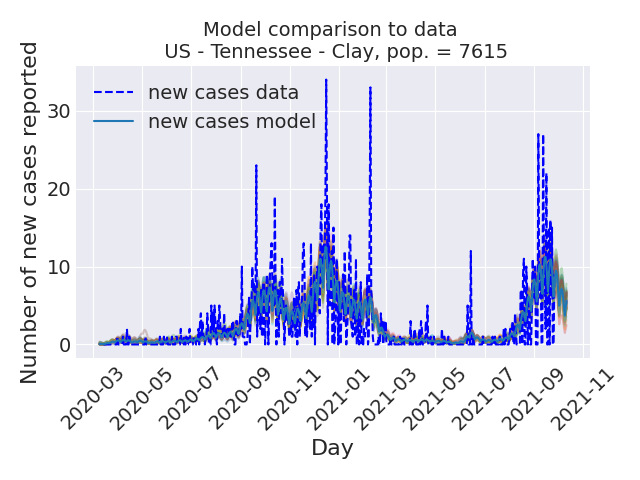 Model comparison to data
US - Tennessee - Clay, pop. = 7615
Number of new cases reported
new cases data
new cases model
30
20
10
0
2020-03
2020-05
2020-07
2020-09
2020-11
2021-01
2021-03
2021-05
2021-07
2021-09
2021-11
Day